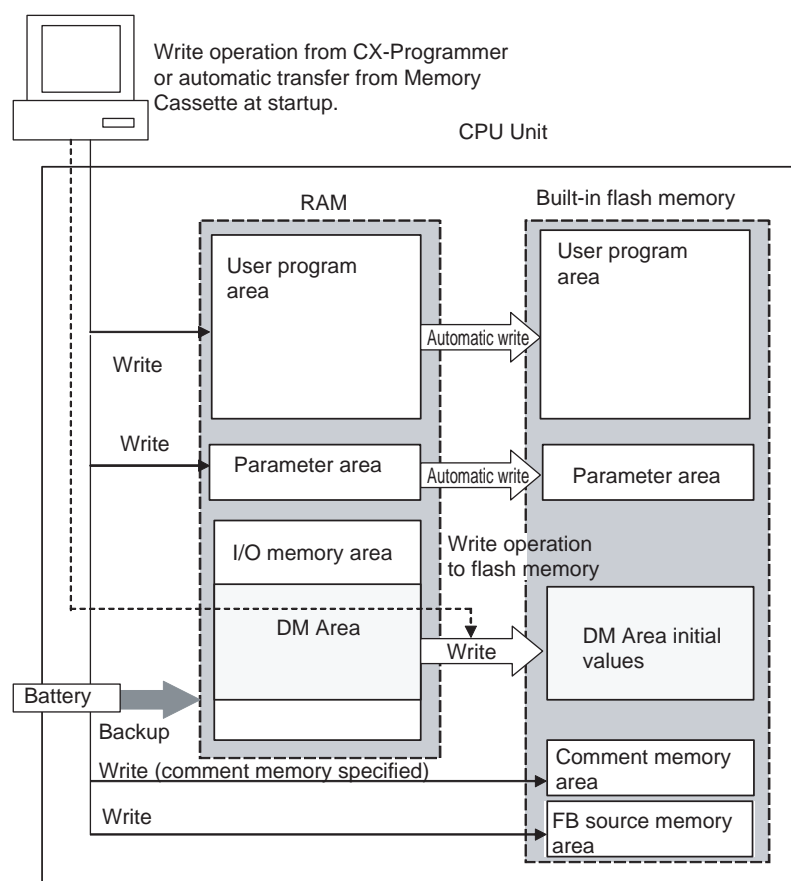 Write operation from CX-Programmer
or automatic transfer from Memory
Cassette at startup.
CPU Unit
RAM
Built-in flash memory
User program
area
User program
area
Automatic write
Write
Write
Parameter area
Automatic write
Parameter area
I/O memory area
Write operation
to flash memory
DM Area
Write
DM Area initial
values
Battery
Backup
Write (comment memory specified)
Comment memory
area
Write
FB source memory
area